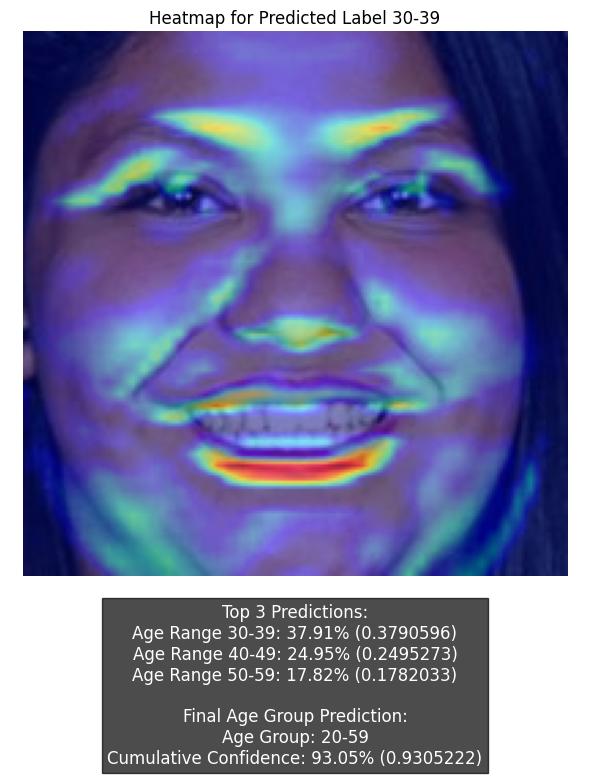 Heatmap for Predicted Label 30-39
Top 3 Predictions:
Age Range 30-39: 37.91% (0.3790596)
Age Range 40-49: 24.95% (0.2495273)
Age Range 50-59: 17.82% (0.1782033)
Final Age Group Prediction:
Age Group: 20-59
Cumulative Confidence: 93.05% (0.9305222)